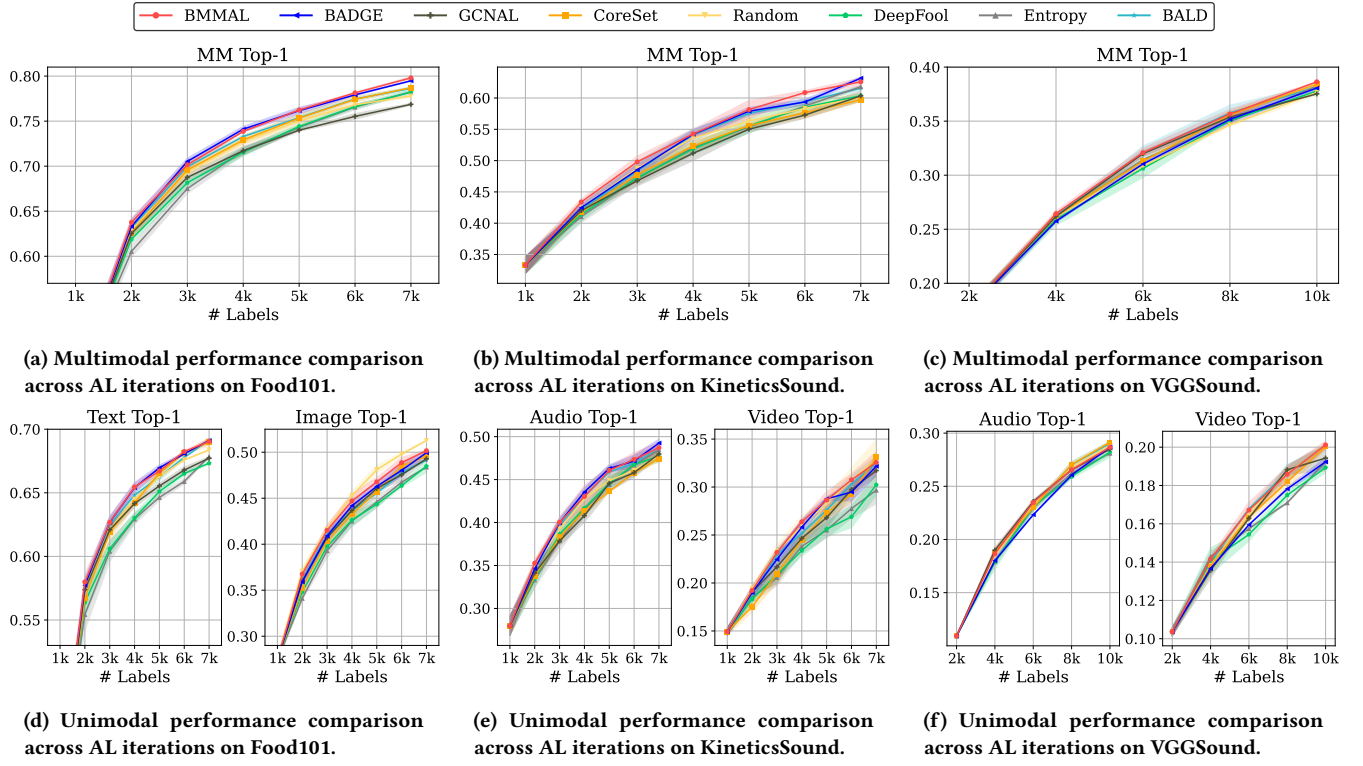 BMMAL BADGE GCNAL CoreSet Random DeepFool Entropy BALD
MM Top-1
0.80
0.75
0.70
0.65
0.60
1k 2k 3k 4k 5k 6k 7k
# Labels
MM Top-1
0.60
0.55
0.50
0.45
0.40
0.35
1k 2k 3k 4k 5k 6k 7k
# Labels
MM Top-1
0.40
0.35
0.30
0.25
0.20
2k 4k 6k 8k 10k
# Labels
(a) Multimodal performance comparison
across AL iterations on Food101.
(b) Multimodal performance comparison
across AL iterations on KineticsSound.
(c) Multimodal performance comparison
across AL iterations on VGGSound.
Text Top-1
0.70
0.65
0.60
0.55
1k 2k 3k 4k 5k 6k 7k
# Labels
Image Top-1
0.50
0.45
0.40
0.35
0.30
1k 2k 3k 4k 5k 6k 7k
# Labels
Audio Top-1
0.50
0.45
0.40
0.35
0.30
1k 2k 3k 4k 5k 6k 7k
# Labels
Video Top-1
0.35
0.30
0.25
0.20
0.15
1k 2k 3k 4k 5k 6k 7k
# Labels
Audio Top-1
0.30
0.25
0.20
0.15
2k 4k 6k 8k 10k
# Labels
Video Top-1
0.20
0.18
0.16
0.14
0.12
0.10
2k 4k 6k 8k 10k
# Labels
(d) Unimodal performance comparison
across AL iterations on Food101.
(e) Unimodal performance comparison
across AL iterations on KineticsSound.
(f) Unimodal performance comparison
across AL iterations on VGGSound.